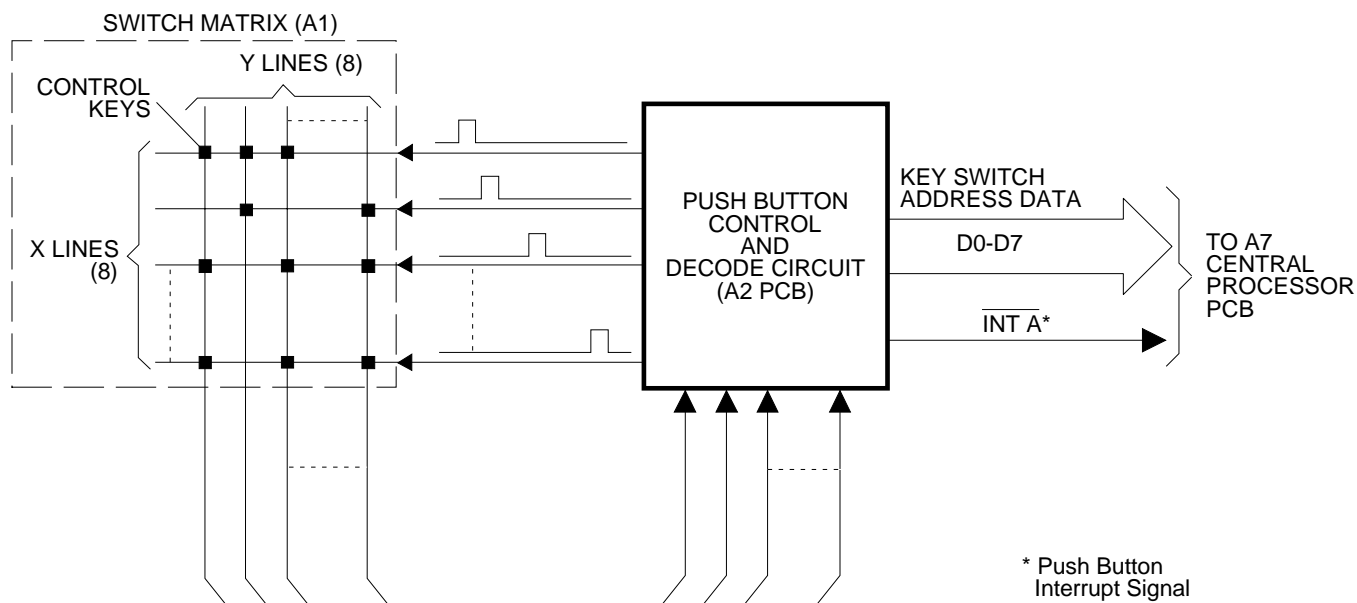 SWITCH MATRIX (A1)
Y LINES (8)
CONTROL
KEYS
X LINES
(8)
PUSH BUTTON
CONTROL
AND
DECODE CIRCUIT
(A2 PCB)
KEY SWITCH
ADDRESS DATA
D0-D7
INT A*
TO A7
CENTRAL
PROCESSOR
PCB
* Push Button
Interrupt Signal